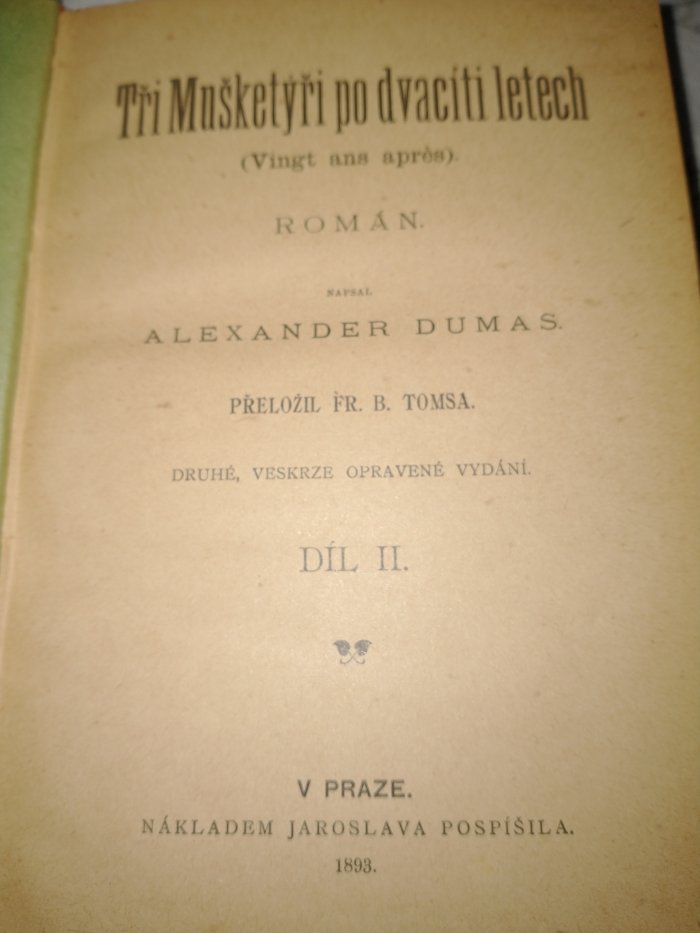 Tři Mušketýři po dvacíti letech
(Vingt ans après).
ROMÁN.
NAPSAL
ALEXANDER DUMAS.
PŘELOŽIL FR. B. TOMSA.
DRUHÉ, VESKRZE OPRAVENÉ VYDÁNÍ.
DÍL II.
V PRAZE.
NÁKLADEM JAROSLAVA POSPÍŠILA.
1893.